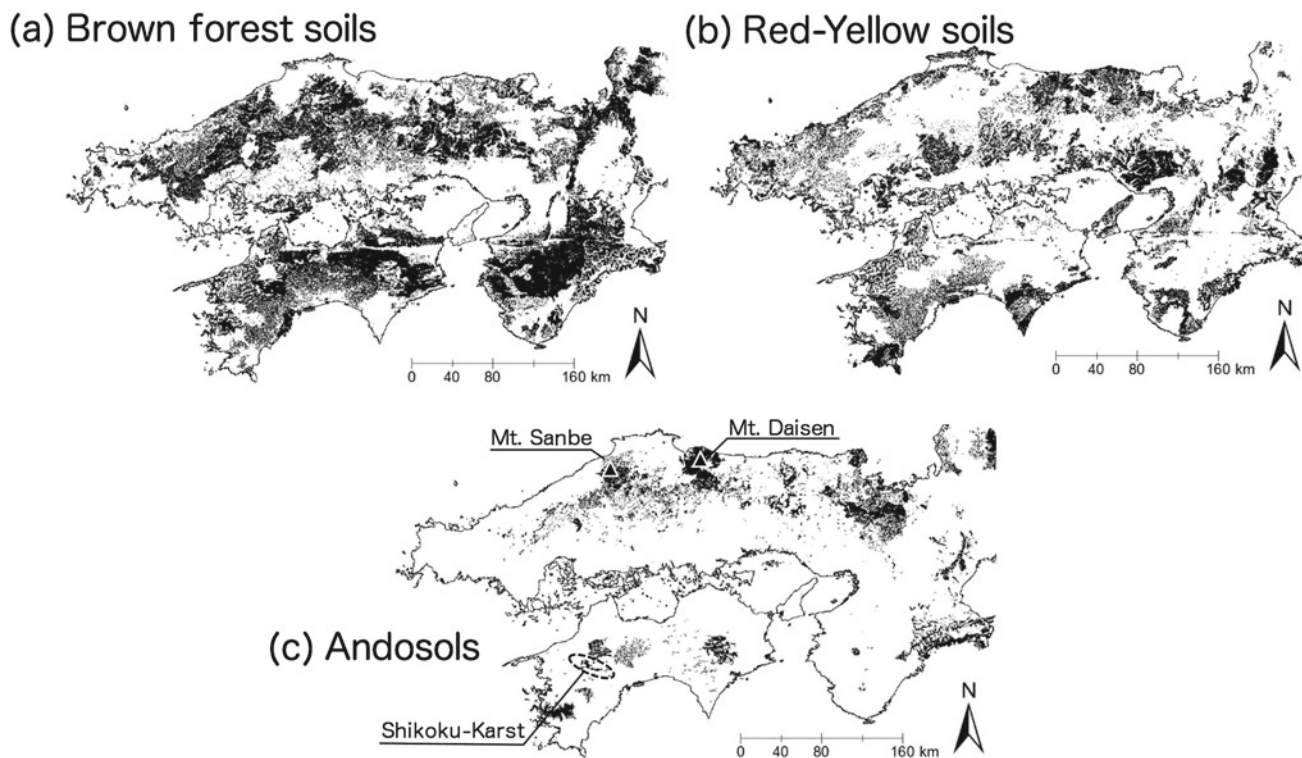 (a) Brown forest soils
(b) Red-Yellow soils
N
0 40 80 160 km
N
0 40 80 160 km
Mt. Sanbe
Mt. Daisen
(c) Andosols
Shikoku-Karst
N
0 40 80 160 km